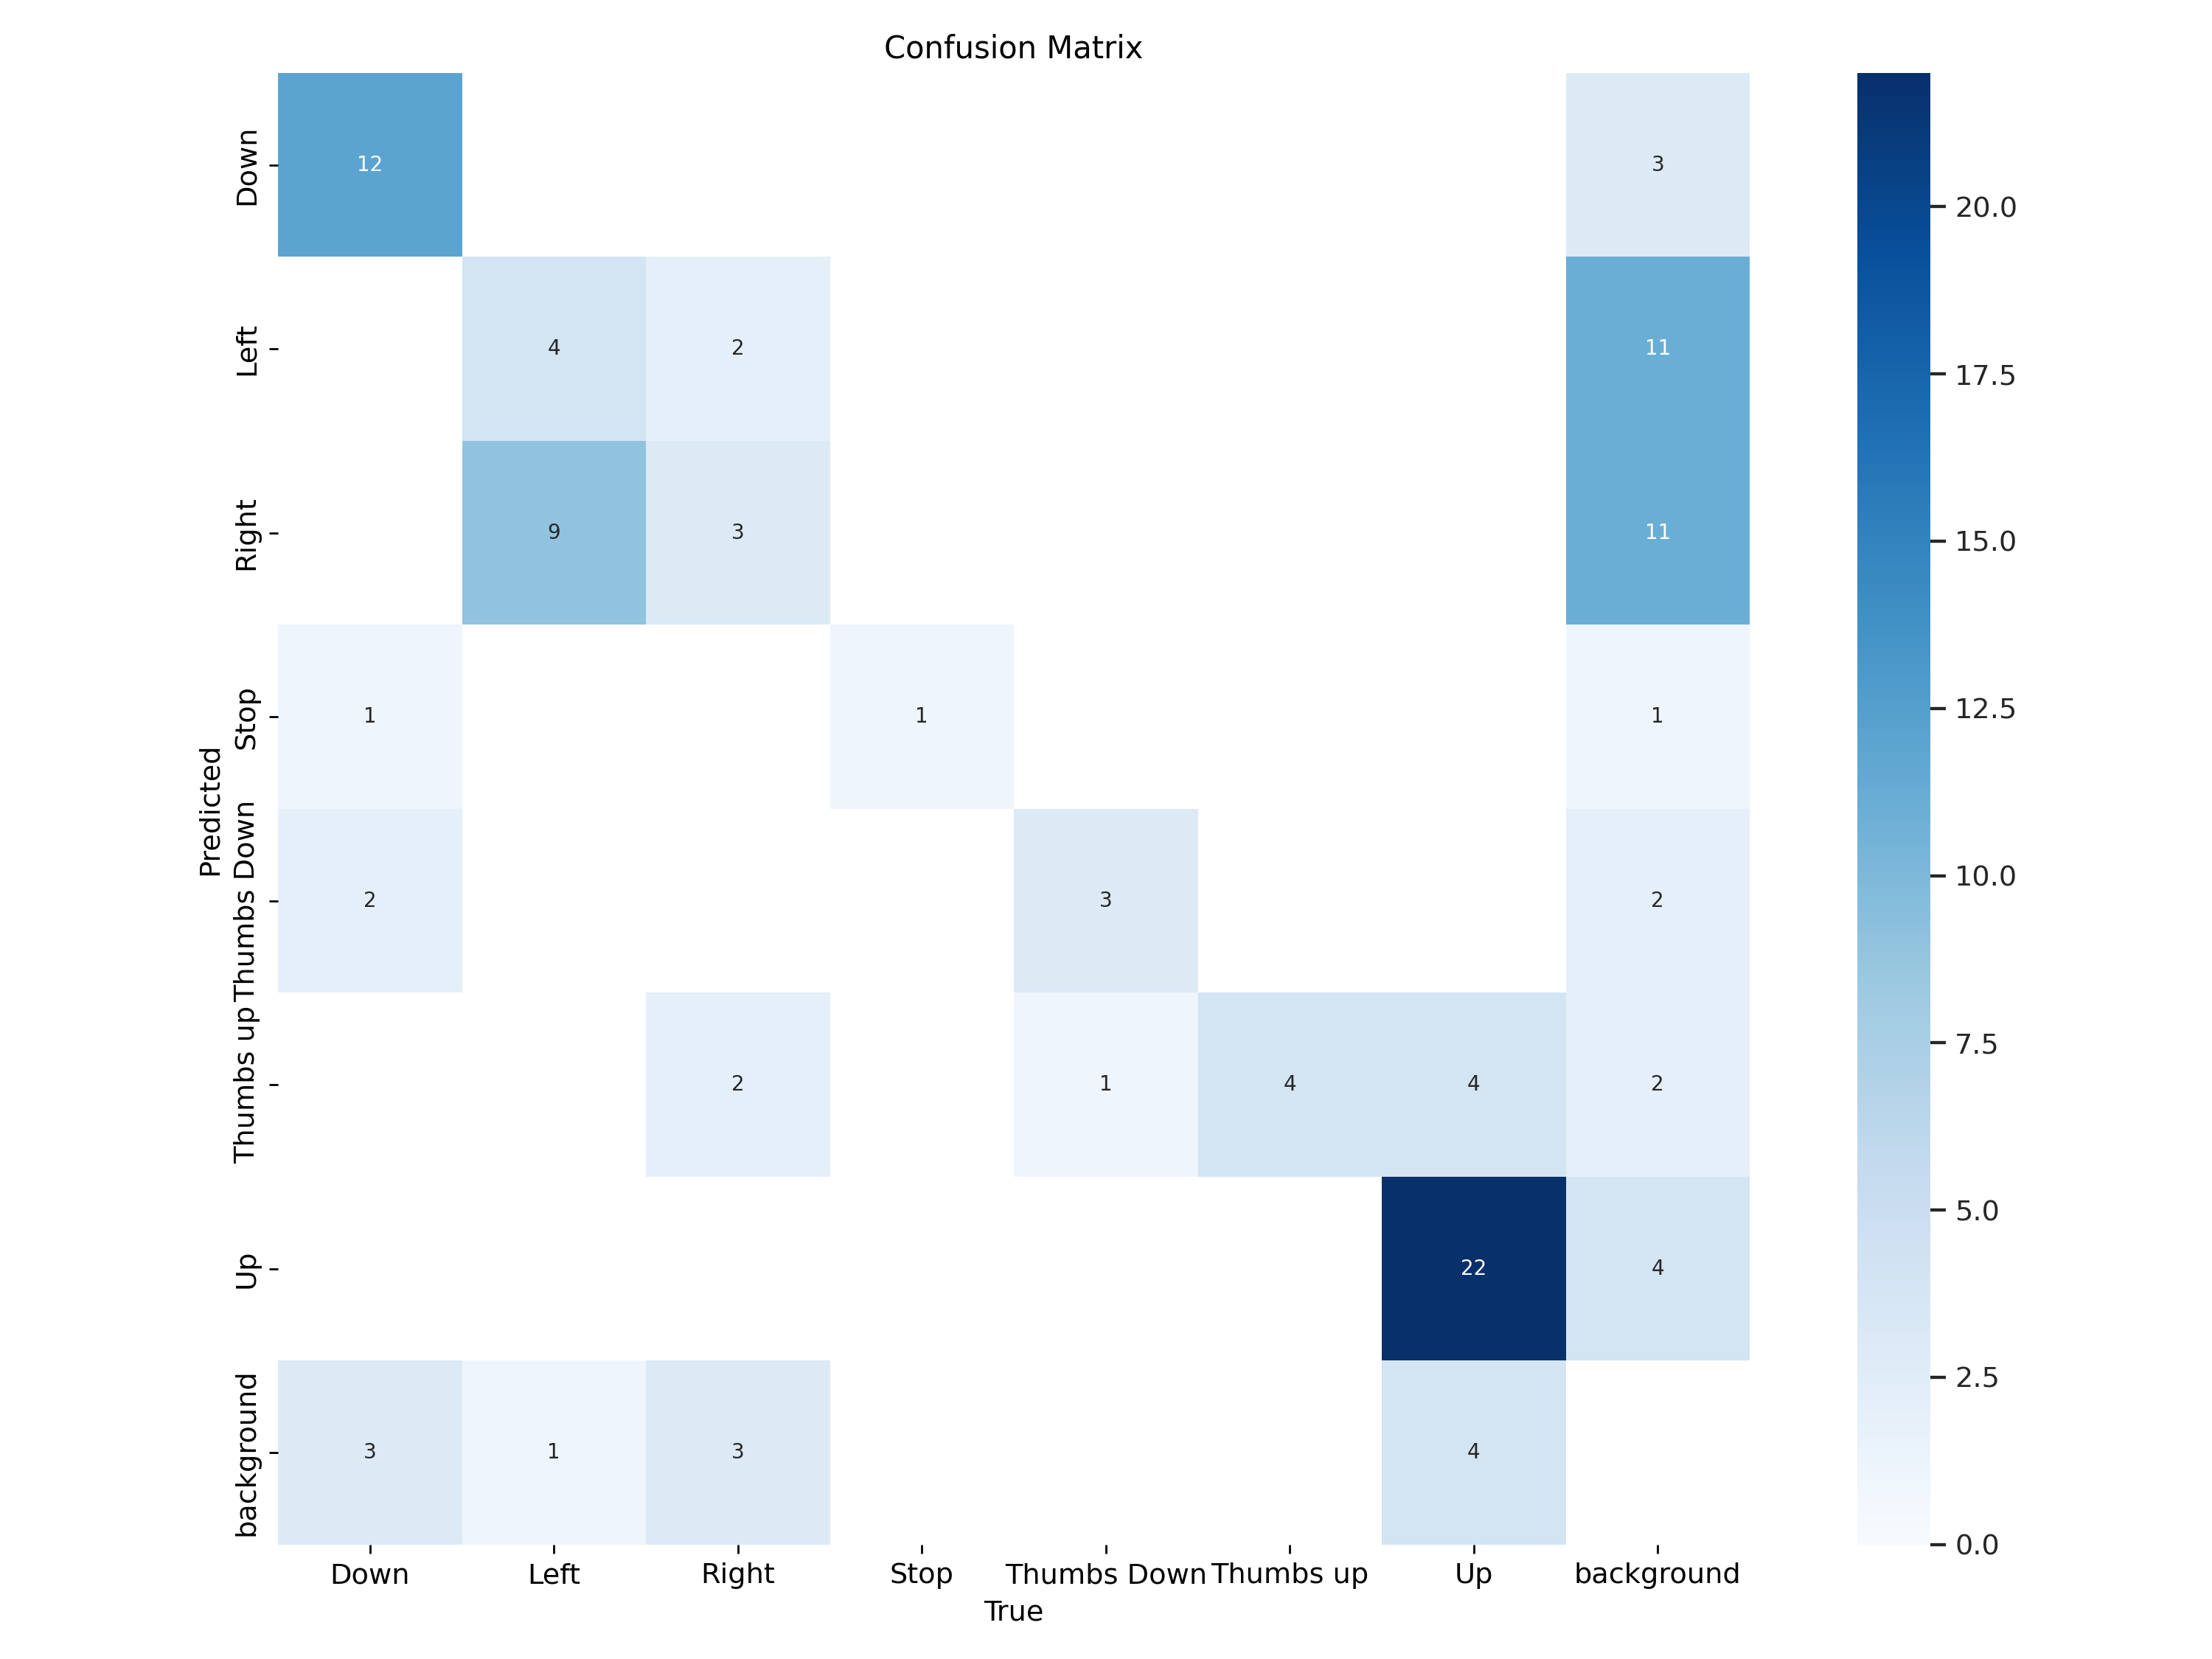 Confusion Matrix
Predicted
Down
12
3
Left
4
2
11
Right
9
3
11
Stop
1
1
1
Thumbs Down
2
3
2
Thumbs up
2
1
4
4
2
Up
22
4
background
3
1
3
4
Down
Left
Right
Stop
Thumbs Down
Thumbs up
Up
background
True
20.0
17.5
15.0
12.5
10.0
7.5
5.0
2.5
0.0